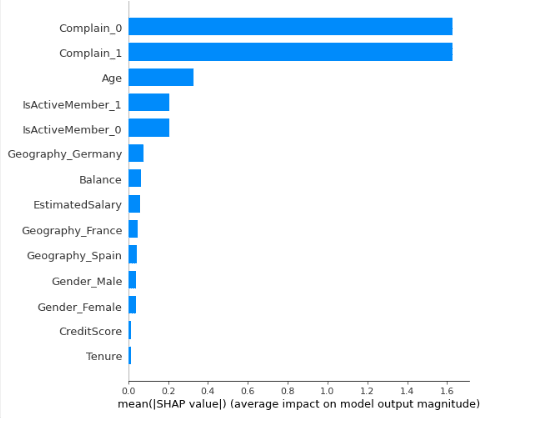 Complain_0
Complain_1
Age
IsActiveMember_1
IsActiveMember_0
Geography_Germany
Balance
EstimatedSalary
Geography_France
Geography_Spain
Gender_Male
Gender_Female
CreditScore
Tenure
0.0 0.2 0.4 0.6 0.8 1.0 1.2 1.4 1.6
mean(|SHAP value|) (average impact on model output magnitude)